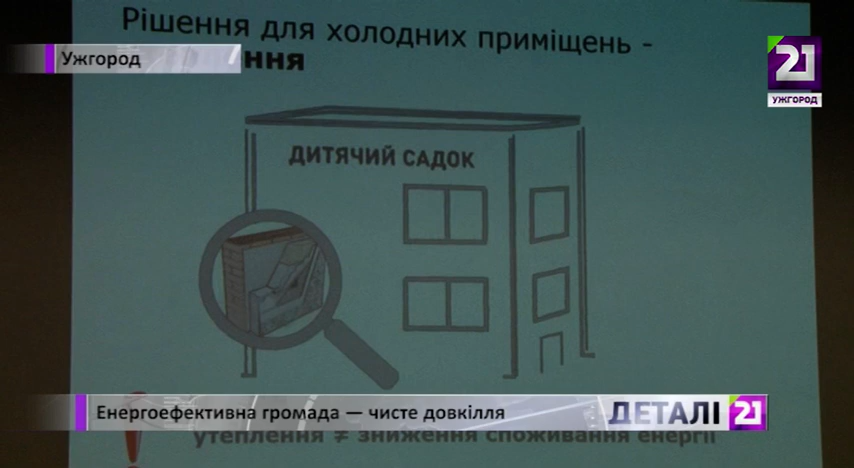 Рішення для холодних приміщень -
Ужгород
ння
21
УЖГОРОД
ДИТЯЧИЙ САДОК
Енергоефективна громада — чисте довкілля
ДЕТАЛІ 21
утеплення ≠ зниження споживання енергії